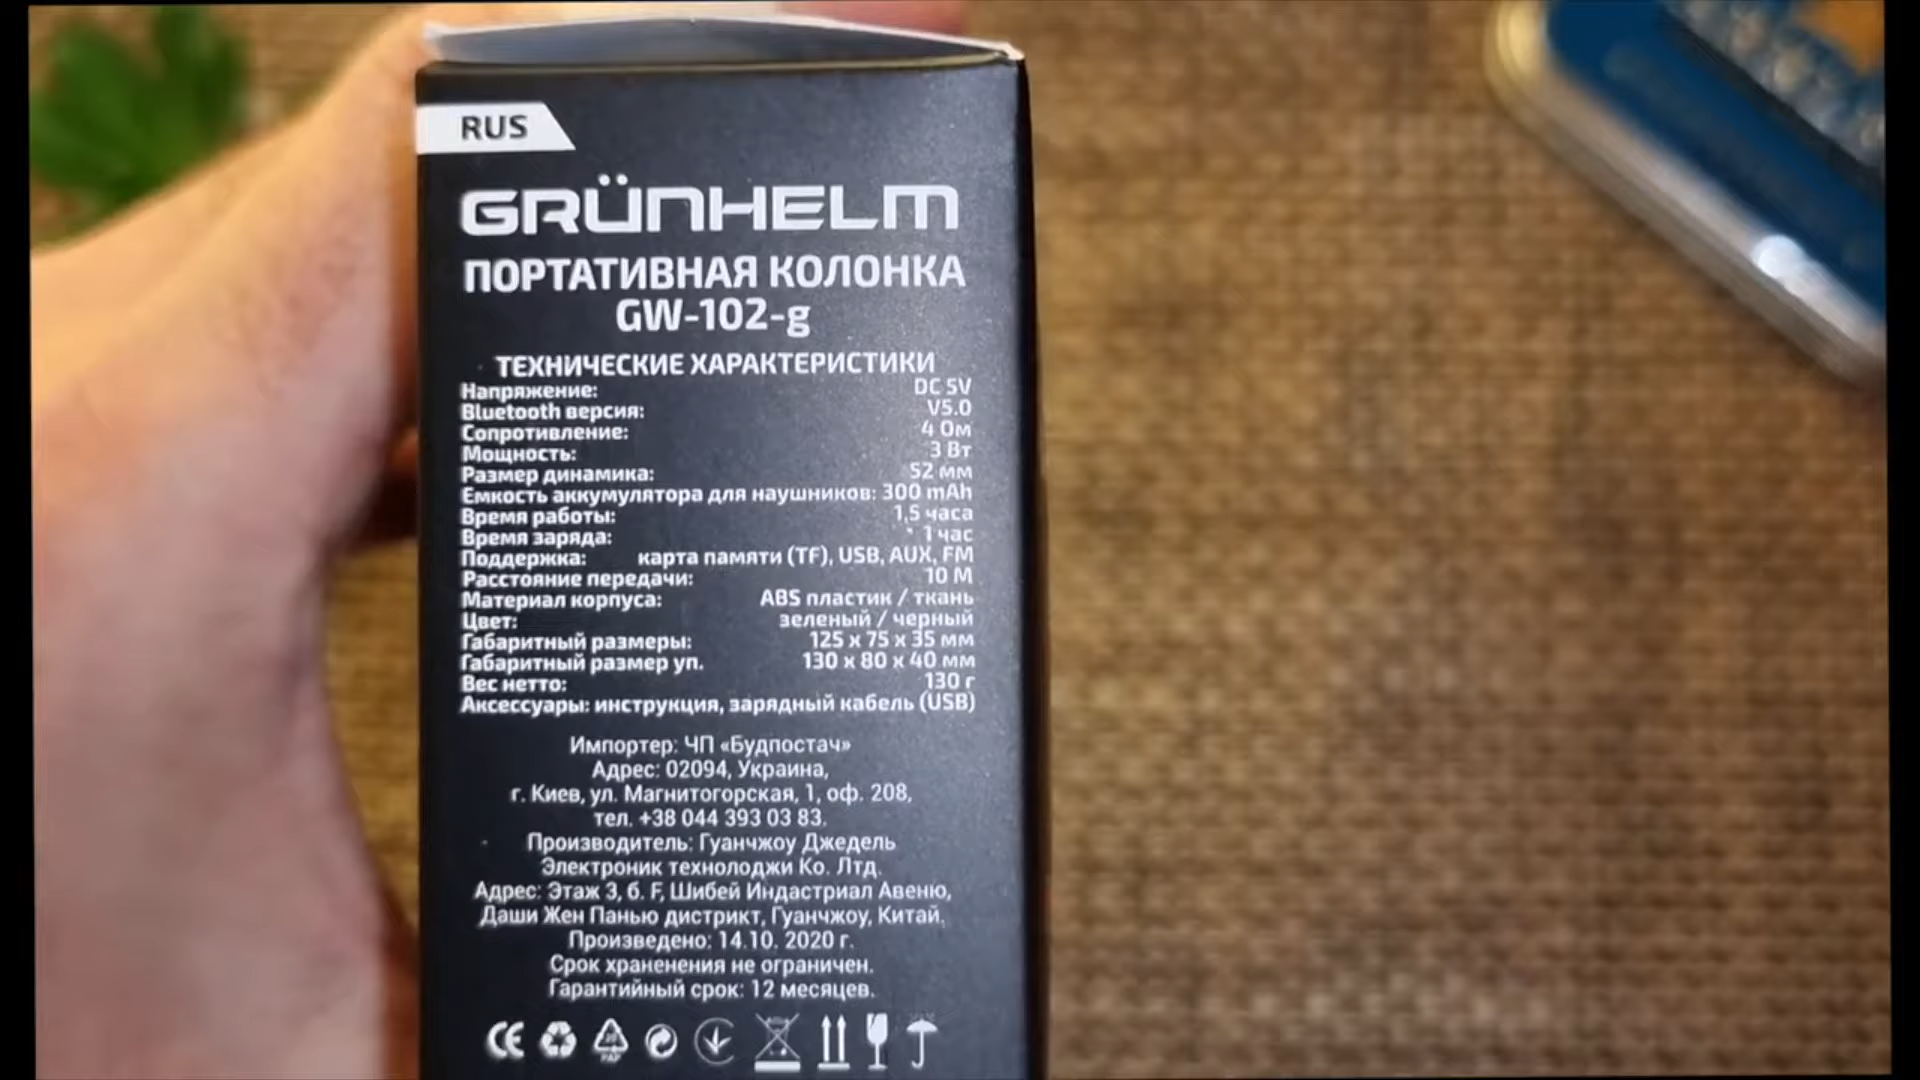 RUS
GRÜNHELM
ПОРТАТИВНАЯ КОЛОНКА
GW-102-g
ТЕХНИЧЕСКИЕ ХАРАКТЕРИСТИКИ
Напряжение: DC 5V
Bluetooth версия: V5.0
Сопротивление: 4 Ом
Мощность: 3 Вт
Размер динамика: 52 мм
Емкость аккумулятора для наушников: 300 mAh
Время работы: 1,5 часа
Время заряда: 1 час
Поддержка: карта памяти (TF), USB, AUX, FM
Расстояние передачи: 10 М
Материал корпуса: ABS пластик / ткань
Цвет: зеленый / черный
Габаритный размеры: 125 x 75 x 35 мм
Габаритный размер уп. 130 x 80 x 40 мм
Вес нетто: 130 г
Аксессуары: инструкция, зарядный кабель (USB)
Импортер: ЧП «Будпостач»
Адрес: 02094, Украина,
г. Киев, ул. Магнитогорская, 1, оф. 208,
тел. +38 044 393 03 83.
Производитель: Гуанчжоу Джедель
Электроник технолоджи Ко. Лтд.
Адрес: Этаж 3, б. F, Шибей Индастриал Авеню,
Даши Жен Панью дистрикт, Гуанчжоу, Китай.
Произведено: 14.10. 2020 г.
Срок храненения не ограничен.
Гарантийный срок: 12 месяцев.
CE
PAP